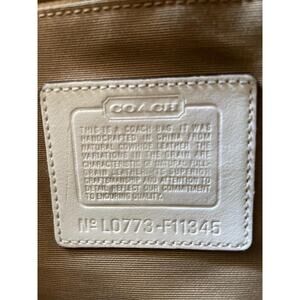 COACH
THIS IS A COACH BAG. IT WAS
HANDCRAFTED IN CHINA FROM
NATURAL COWHIDE LEATHER. THE
VARIATIONS IN THE GRAIN ARE
CHARACTERISTIC OF NATURAL FULL-
GRAIN LEATHER. ITS SUPERIOR
CRAFTSMANSHIP AND ATTENTION TO
DETAIL REFLECT OUR COMMITMENT
TO ENDURING QUALITY.
Nº L0773-F11345